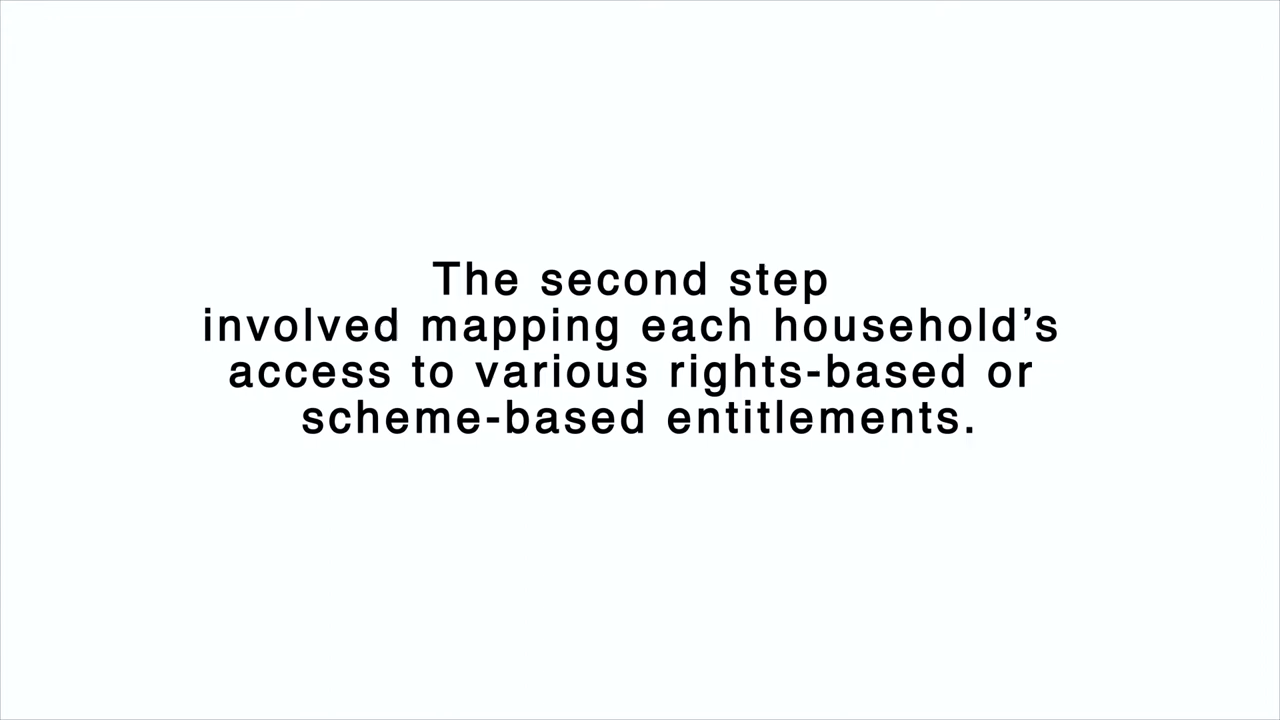 The second step
involved mapping each household’s
access to various rights-based or
scheme-based entitlements.